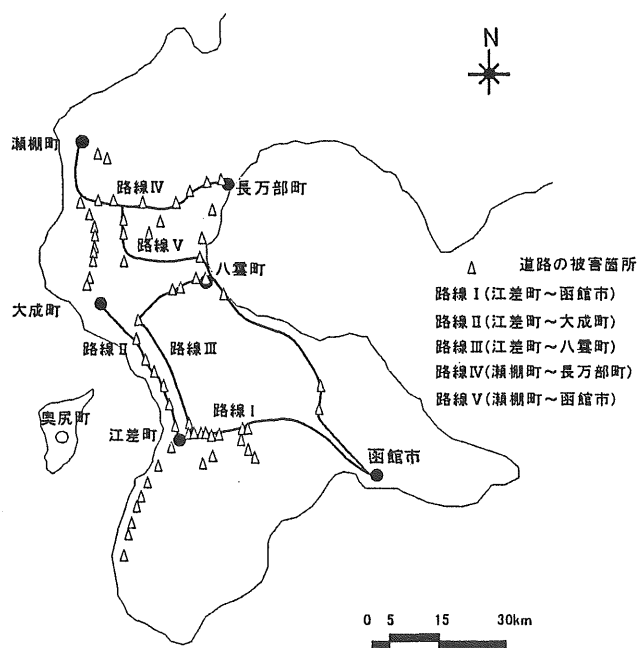 N
瀬棚町
路線Ⅳ
長万部町
路線Ⅴ
八雲町
大成町
路線Ⅱ
路線Ⅲ
奥尻町
江差町
路線Ⅰ
函館市
△ 道路の被害箇所
路線Ⅰ(江差町～函館市)
路線Ⅱ(江差町～大成町)
路線Ⅲ(江差町～八雲町)
路線Ⅳ(瀬棚町～長万部町)
路線Ⅴ(瀬棚町～函館市)
0 5 15 30km